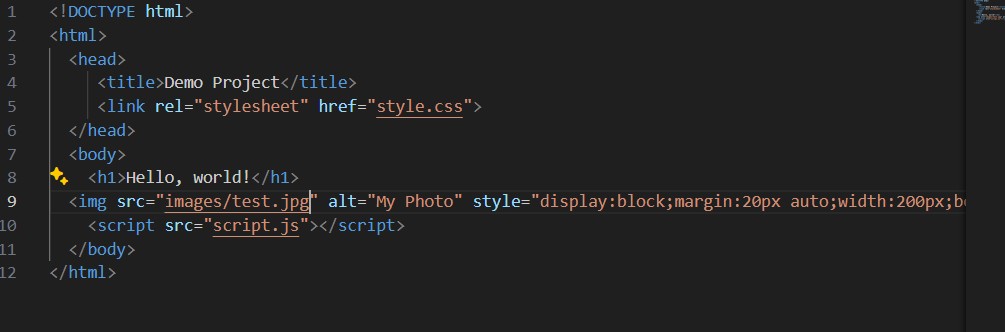 1 <!DOCTYPE html>
2 <html>
3 <head>
4 <title>Demo Project</title>
5 <link rel="stylesheet" href="style.css">
6 </head>
7 <body>
8 <h1>Hello, world!</h1>
9 <img src="images/test.jpg" alt="My Photo" style="display:block;margin:20px auto;width:200px;b
10 <script src="script.js"></script>
11 </body>
12 </html>